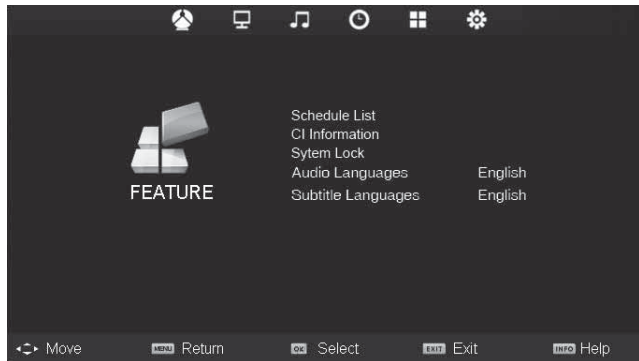 Schedule List
CI Information
Sytem Lock
Audio Languages English
Subtitle Languages English
FEATURE
Move MENU Return OK Select EXIT Exit INFO Help